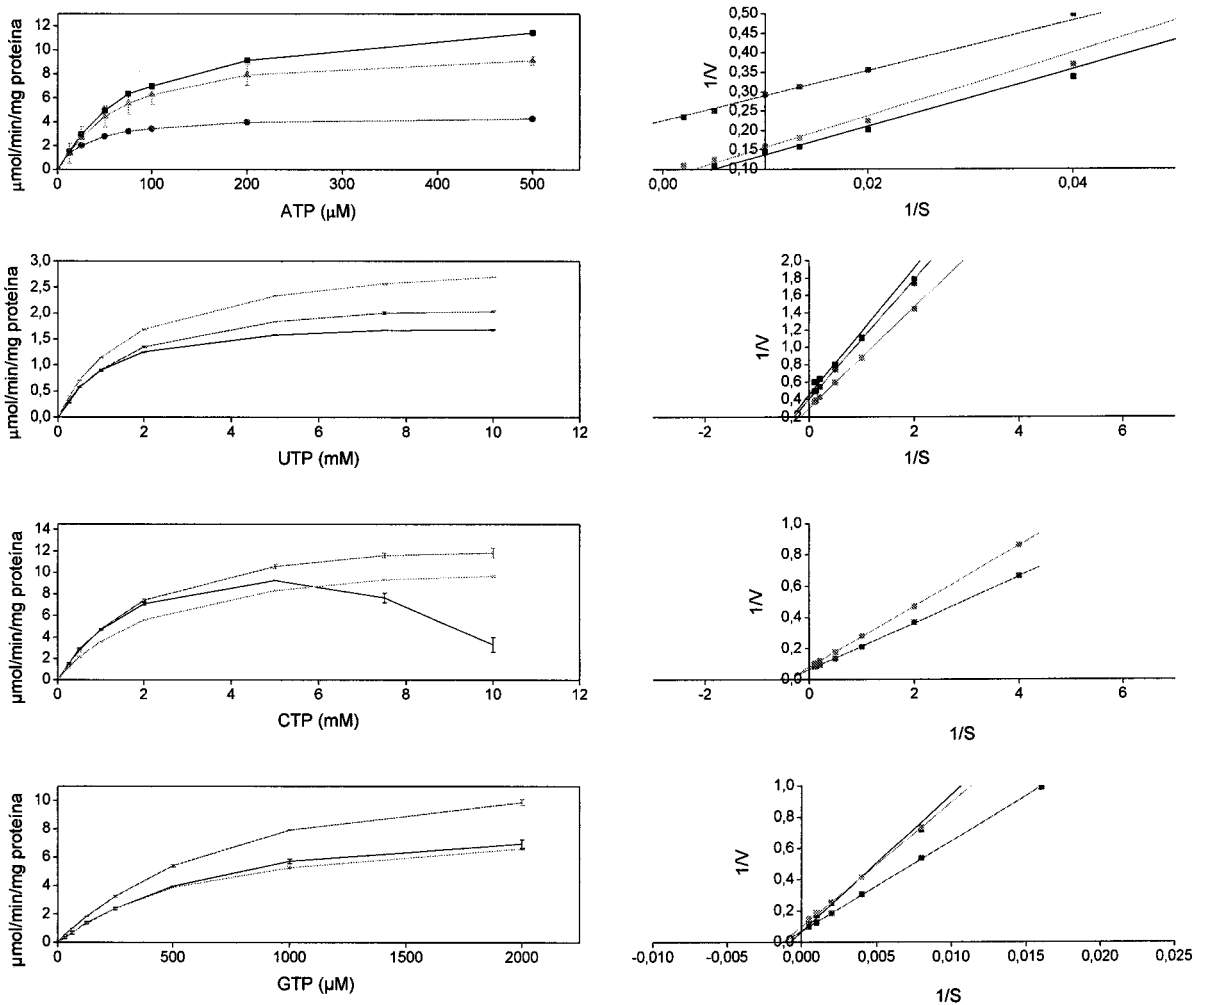 µmol/min/mg proteína
12
10
8
6
4
2
0
0 100 200 300 400 500
ATP (µM)
1/V
0,50
0,45
0,40
0,35
0,30
0,25
0,20
0,15
0,10
0,00 0,02 0,04
1/S
µmol/min/mg proteína
3,0
2,5
2,0
1,5
1,0
0,5
0,0
0 2 4 6 8 10 12
UTP (mM)
1/V
2,0
1,8
1,6
1,4
1,2
1,0
0,8
0,6
0,4
0,2
-2 0 2 4 6
1/S
µmol/min/mg proteína
14
12
10
8
6
4
2
0
0 2 4 6 8 10 12
CTP (mM)
1/V
1,0
0,8
0,6
0,4
0,2
0,0
-2 0 2 4 6
1/S
µmol/min/mg proteína
10
8
6
4
2
0
0 500 1000 1500 2000
GTP (µM)
1/V
1,0
0,8
0,6
0,4
0,2
0,0
-0,010 -0,005 0,000 0,005 0,010 0,015 0,020 0,025
1/S